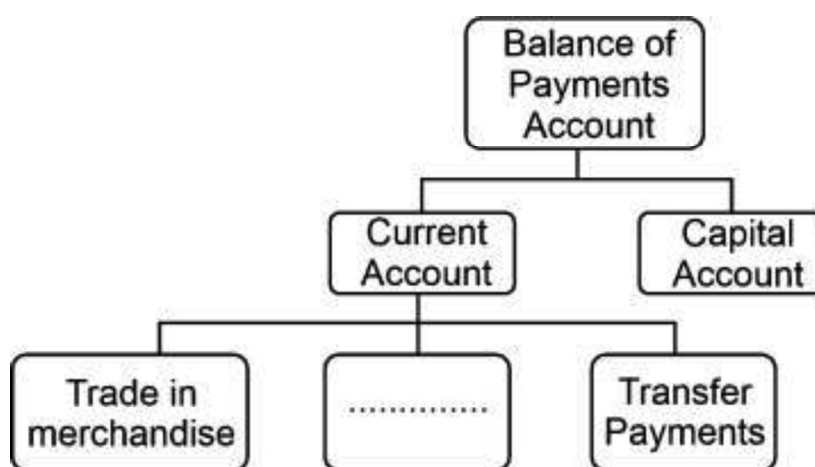 Balance of
Payments
Account
Current
Account
Capital
Account
Trade in
merchandise
..............
Transfer
Payments